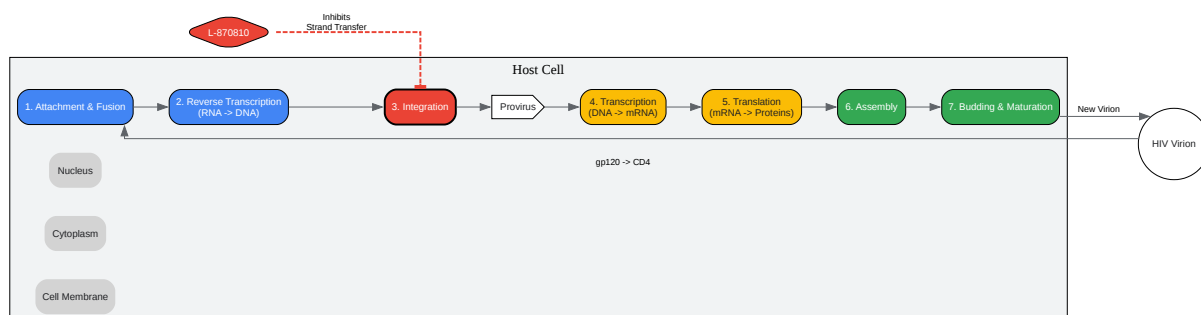 Inhibits
Strand Transfer
L-870810
Host Cell
1. Attachment & Fusion
2. Reverse Transcription
(RNA -> DNA)
3. Integration
Provirus
4. Transcription
(DNA -> mRNA)
5. Translation
(mRNA -> Proteins)
6. Assembly
7. Budding & Maturation
New Virion
HIV Virion
gp120 -> CD4
Nucleus
Cytoplasm
Cell Membrane